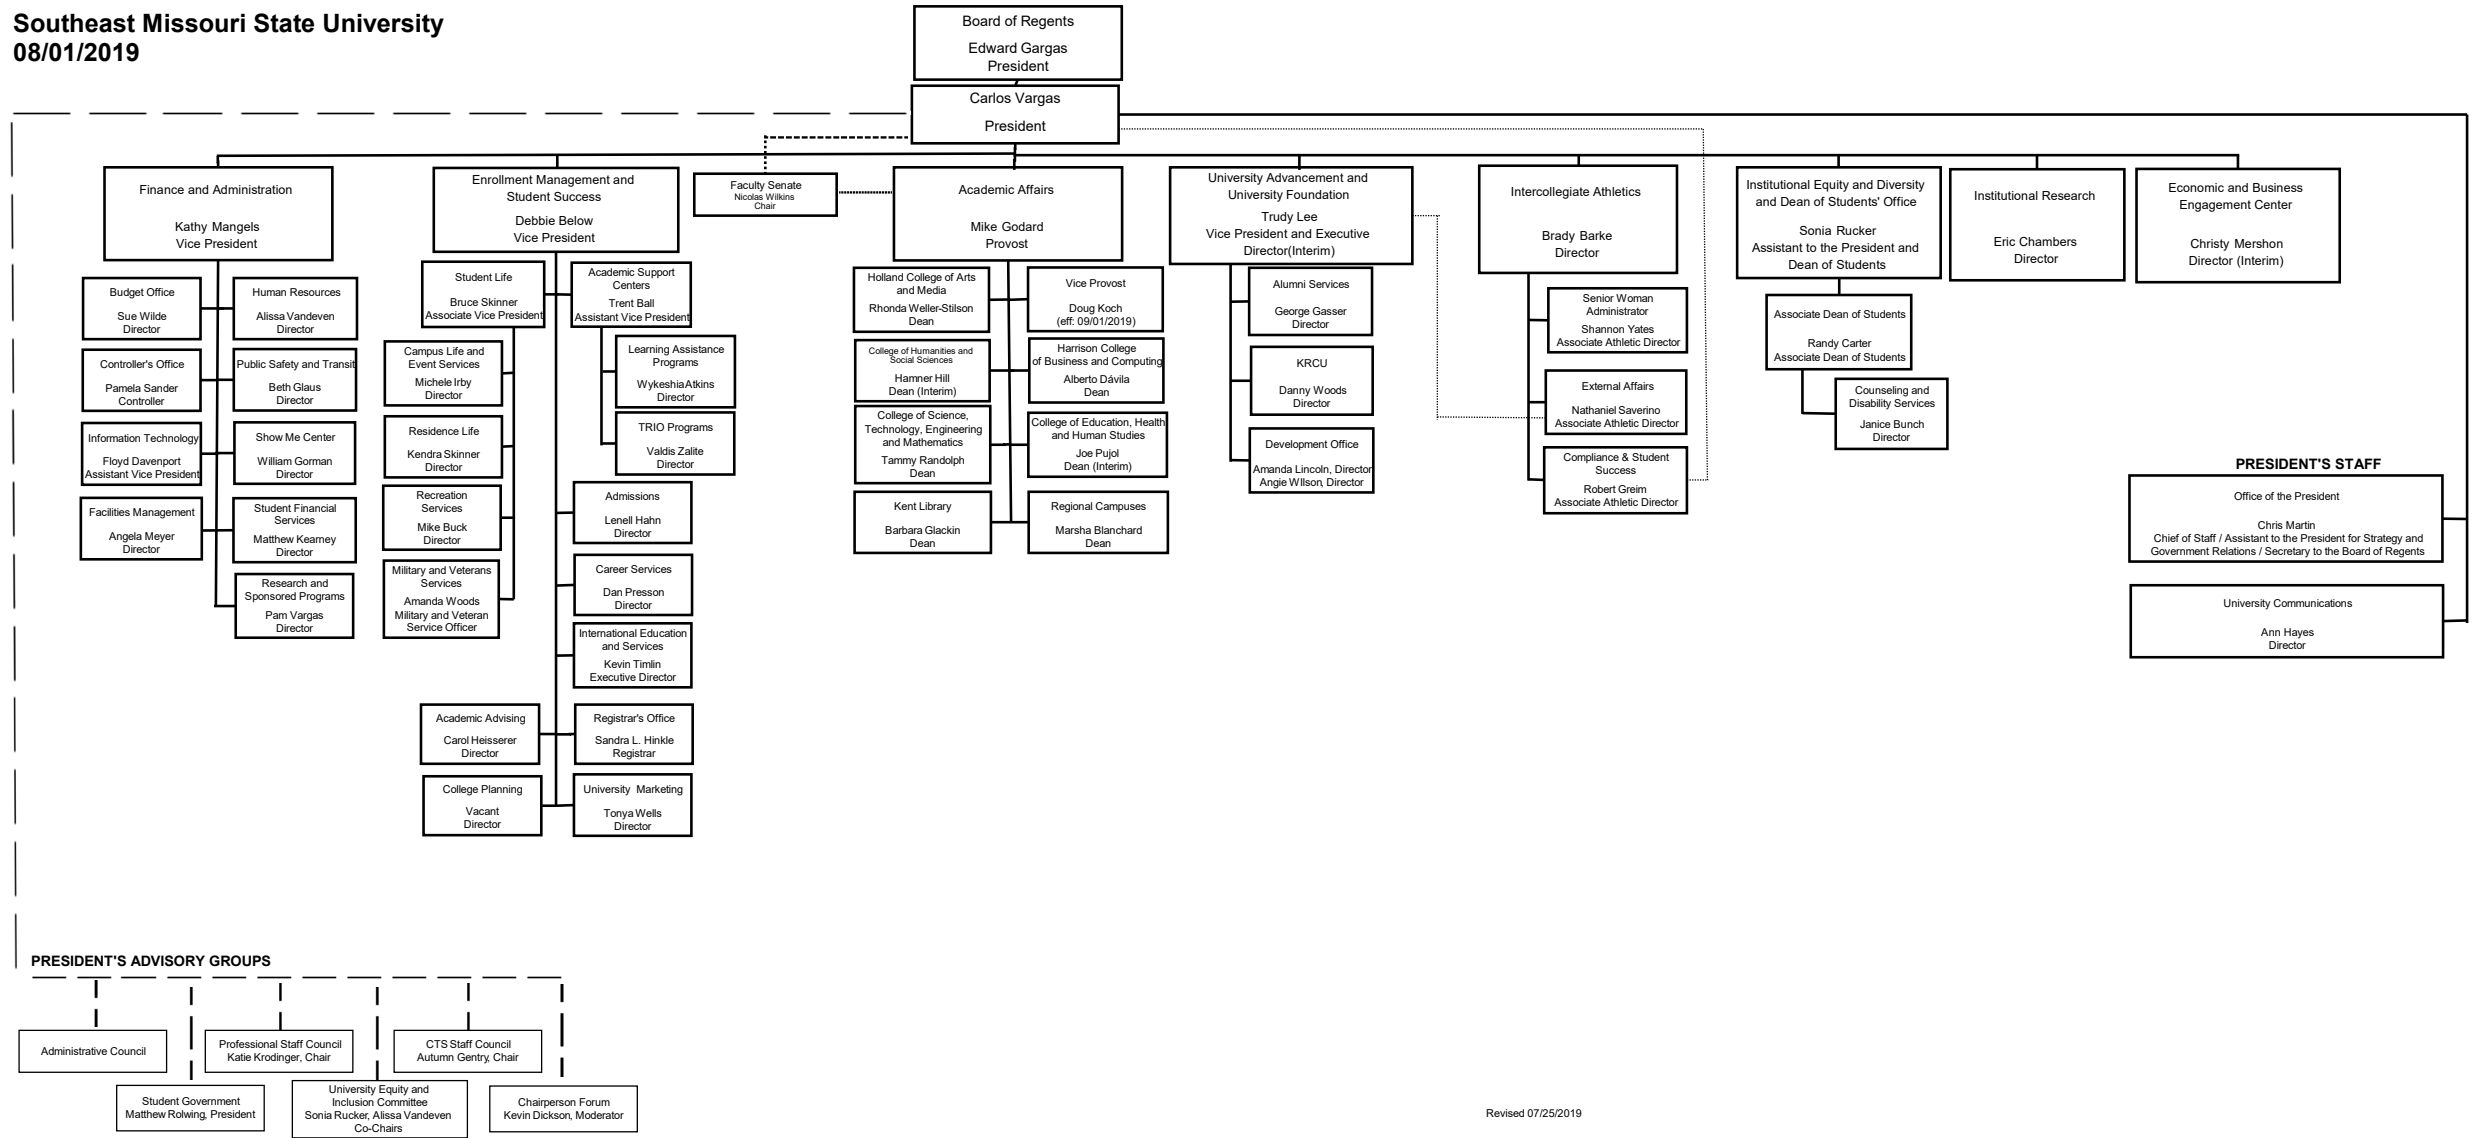 Southeast Missouri State University
08/01/2019
Board of Regents
Edward Gargas
President
Carlos Vargas
President
Finance and Administration
Kathy Mangels
Vice President
Enrollment Management and
Student Success
Debbie Below
Vice President
Faculty Senate
Nicolas Wilkins
Chair
Academic Affairs
Mike Godard
Provost
University Advancement and
University Foundation
Trudy Lee
Vice President and Executive
Director(Interim)
Intercollegiate Athletics
Brady Barke
Director
Institutional Equity and Diversity
and Dean of Students' Office
Sonia Rucker
Assistant to the President and
Dean of Students
Institutional Research
Eric Chambers
Director
Economic and Business
Engagement Center
Christy Mershon
Director (Interim)
Budget Office
Sue Wilde
Director
Human Resources
Alissa Vandeven
Director
Controller's Office
Pamela Sander
Controller
Public Safety and Transit
Beth Glaus
Director
Information Technology
Floyd Davenport
Assistant Vice President
Show Me Center
William Gorman
Director
Facilities Management
Angela Meyer
Director
Student Financial
Services
Matthew Kearney
Director
Research and
Sponsored Programs
Pam Vargas
Director
Student Life
Bruce Skinner
Associate Vice President
Academic Support
Centers
Trent Ball
Assistant Vice President
Campus Life and
Event Services
Michele Irby
Director
Learning Assistance
Programs
Wykeshia Atkins
Director
Residence Life
Kendra Skinner
Director
TRIO Programs
Valdis Zalite
Director
Recreation
Services
Mike Buck
Director
Admissions
Lenell Hahn
Director
Military and Veterans
Services
Amanda Woods
Military and Veteran
Service Officer
Career Services
Dan Presson
Director
International Education
and Services
Kevin Timlin
Executive Director
Academic Advising
Carol Heisserer
Director
Registrar's Office
Sandra L. Hinkle
Registrar
College Planning
Vacant
Director
University Marketing
Tonya Wells
Director
Holland College of Arts
and Media
Rhonda Weller-Stilson
Dean
Vice Provost
Doug Koch
(eff: 09/01/2019)
College of Humanities and
Social Sciences
Hamner Hill
Dean (Interim)
Harrison College
of Business and Computing
Alberto Dávila
Dean
College of Science,
Technology, Engineering
and Mathematics
Tammy Randolph
Dean
College of Education, Health
and Human Studies
Joe Pujol
Dean (Interim)
Kent Library
Barbara Glackin
Dean
Regional Campuses
Marsha Blanchard
Dean
Alumni Services
George Gasser
Director
KRCU
Danny Woods
Director
Development Office
Amanda Lincoln, Director
Angie WIlson, Director
Senior Woman
Administrator
Shannon Yates
Associate Athletic Director
External Affairs
Nathaniel Saverino
Associate Athletic Director
Compliance & Student
Success
Robert Greim
Associate Athletic Director
Associate Dean of Students
Randy Carter
Associate Dean of Students
Counseling and
Disability Services
Janice Bunch
Director
PRESIDENT'S STAFF
Office of the President
Chris Martin
Chief of Staff / Assistant to the President for Strategy and
Government Relations / Secretary to the Board of Regents
University Communications
Ann Hayes
Director
PRESIDENT'S ADVISORY GROUPS
Administrative Council
Professional Staff Council
Katie Krodinger, Chair
CTS Staff Council
Autumn Gentry, Chair
Student Government
Matthew Rolwing, President
University Equity and
Inclusion Committee
Sonia Rucker, Alissa Vandeven
Co-Chairs
Chairperson Forum
Kevin Dickson, Moderator
Revised 07/25/2019